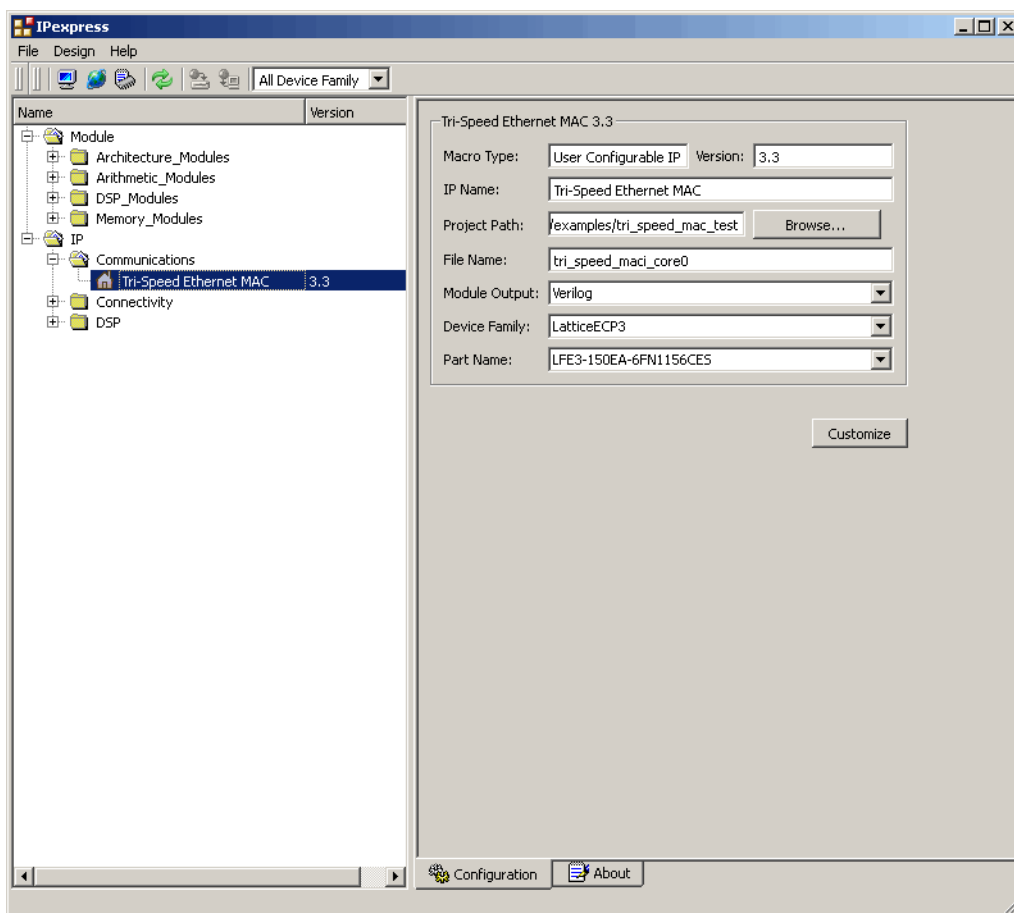 IPexpress
File Design Help
All Device Family
Name Version
Module
Architecture_Modules
Arithmetic_Modules
DSP_Modules
Memory_Modules
IP
Communications
Tri-Speed Ethernet MAC 3.3
Connectivity
DSP
Tri-Speed Ethernet MAC 3.3
Macro Type: User Configurable IP Version: 3.3
IP Name: Tri-Speed Ethernet MAC
Project Path: /examples/tri_speed_mac_test Browse...
File Name: tri_speed_maci_core0
Module Output: Verilog
Device Family: LatticeECP3
Part Name: LFE3-150EA-6FN1156CES
Customize
Configuration About